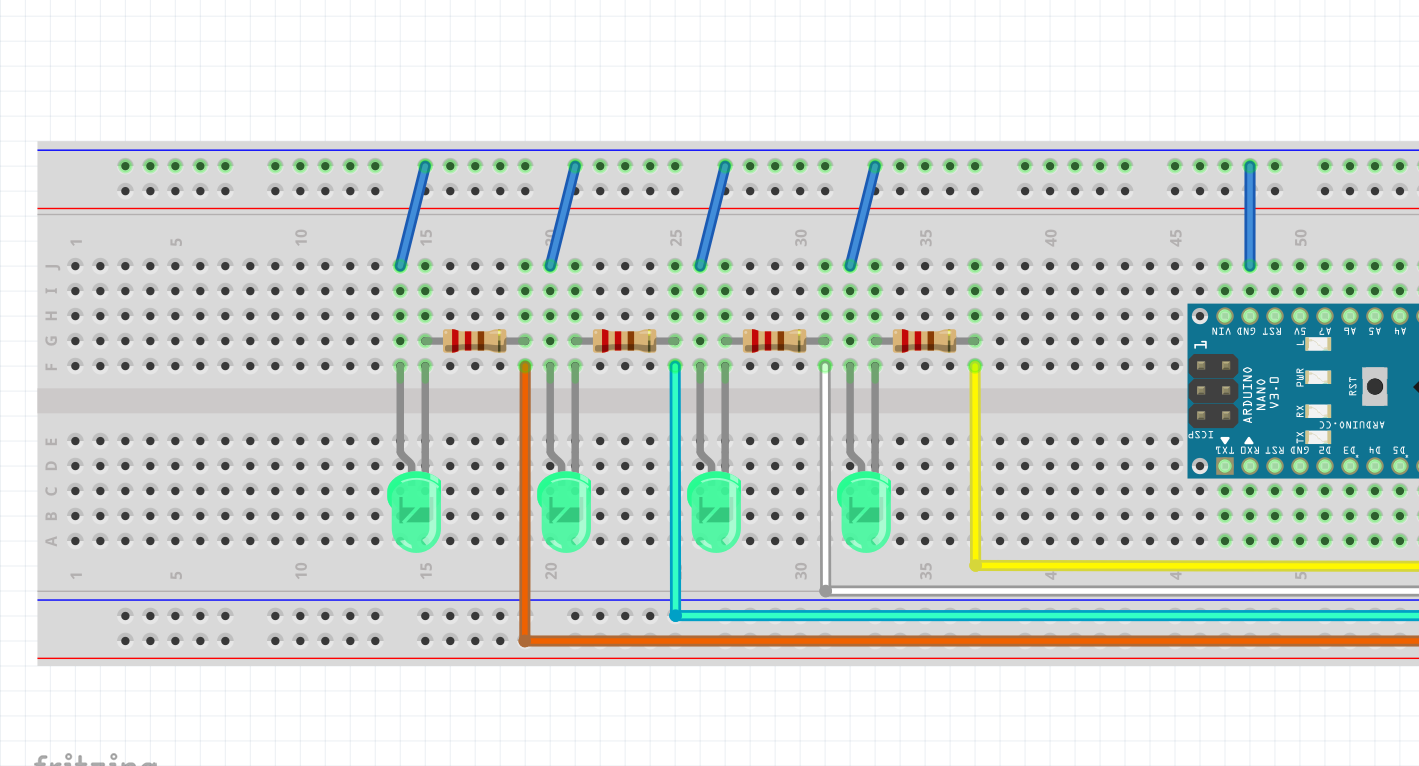 1 5 10 15 20 25 30 35 40 45 50
J
I
H
G
F
VIN GND RST 5V A7 A6 A5 A4
1
L
PWR
RX
TX
RST
ARDUINO
NANO
V3.0
ARDUINO.CC
ICSP
TX1 RX0 RST GND D2 D3 D4 D5
E
D
C
B
A
1 5 10 15 20 30 35 4 4 5
fritzing